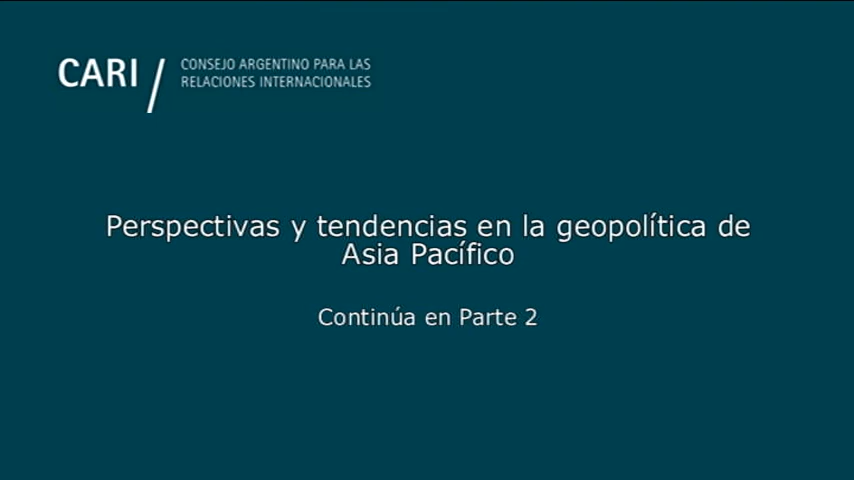 CARI
CONSEJO ARGENTINO PARA LAS
RELACIONES INTERNACIONALES
Perspectivas y tendencias en la geopolítica de
Asia Pacífico
Continúa en Parte 2